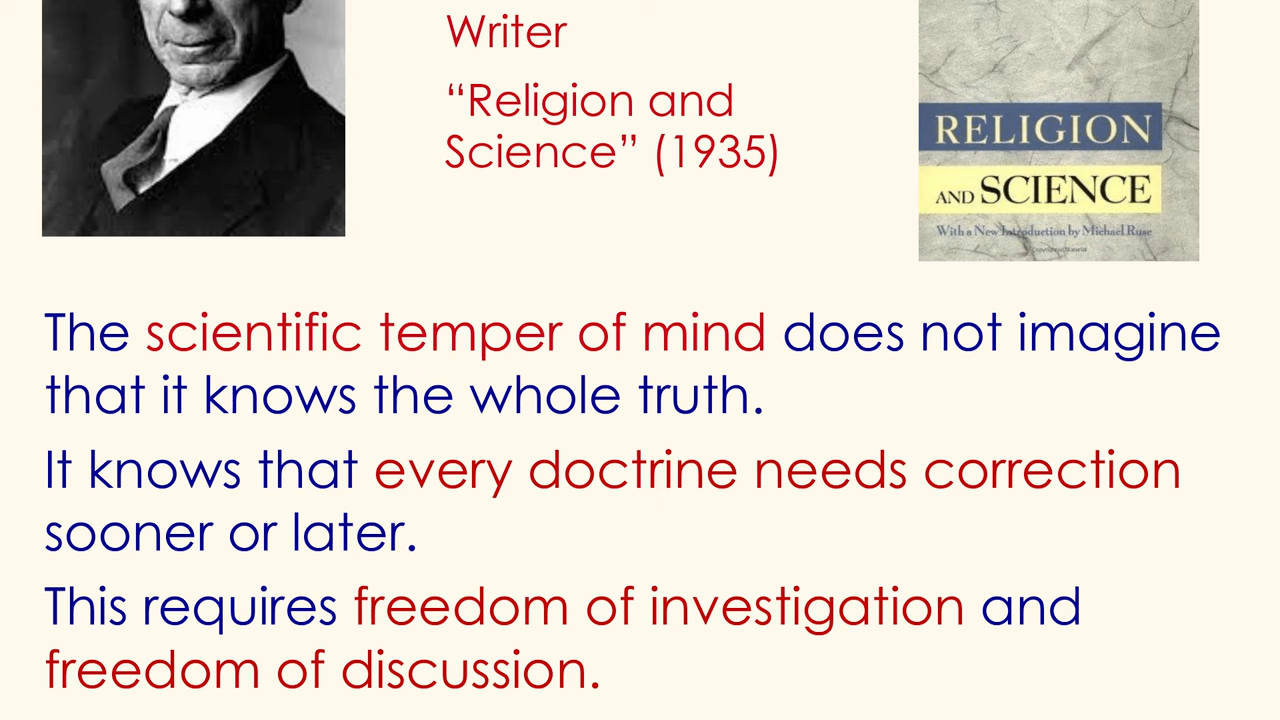 Writer
“Religion and
Science” (1935)
RELIGION
AND SCIENCE
With a New Introduction by Michael Ruse
Copyrighted Material
The scientific temper of mind does not imagine
that it knows the whole truth.
It knows that every doctrine needs correction
sooner or later.
This requires freedom of investigation and
freedom of discussion.